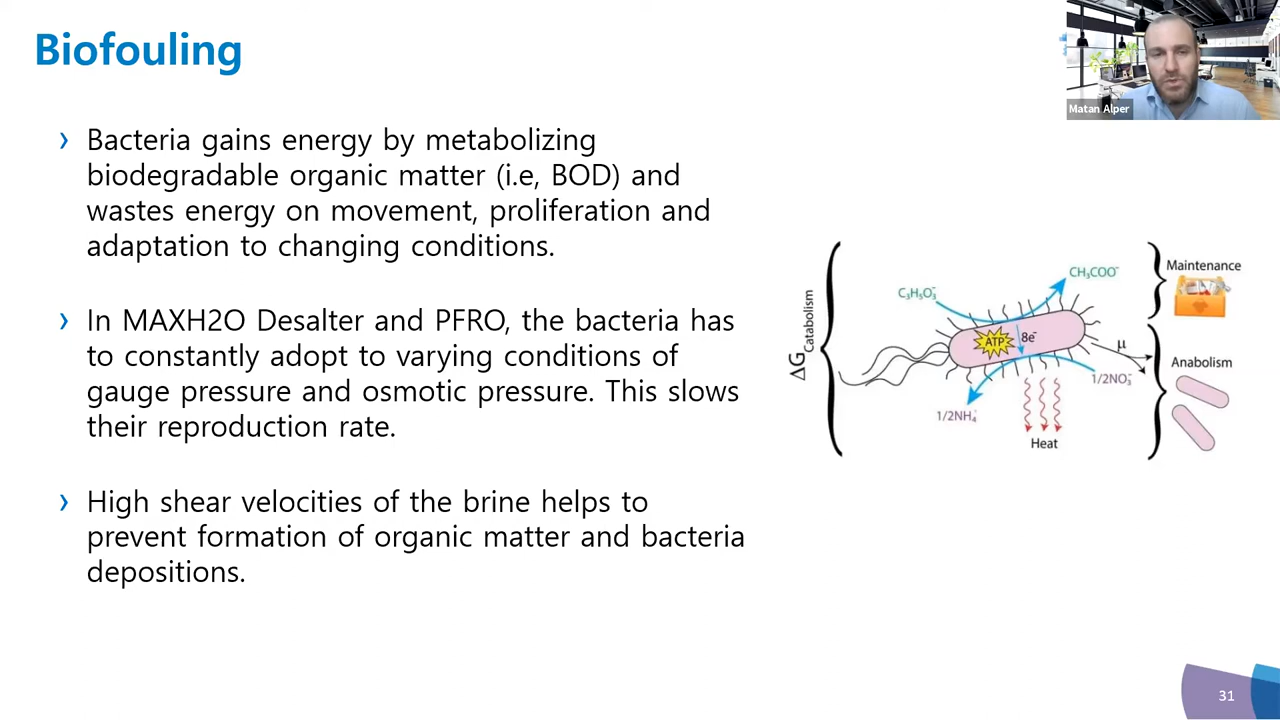 Biofouling
Matan Alper
› Bacteria gains energy by metabolizing
biodegradable organic matter (i.e, BOD) and
wastes energy on movement, proliferation and
adaptation to changing conditions.
› In MAXH2O Desalter and PFRO, the bacteria has
to constantly adopt to varying conditions of
gauge pressure and osmotic pressure. This slows
their reproduction rate.
› High shear velocities of the brine helps to
prevent formation of organic matter and bacteria
depositions.
ΔG Catabolism
C₃H₅O₃⁻
CH₃COO⁻
ATP
8e⁻
1/2NO₃⁻
1/2NH₄⁺
Heat
μ
Maintenance
Anabolism
31